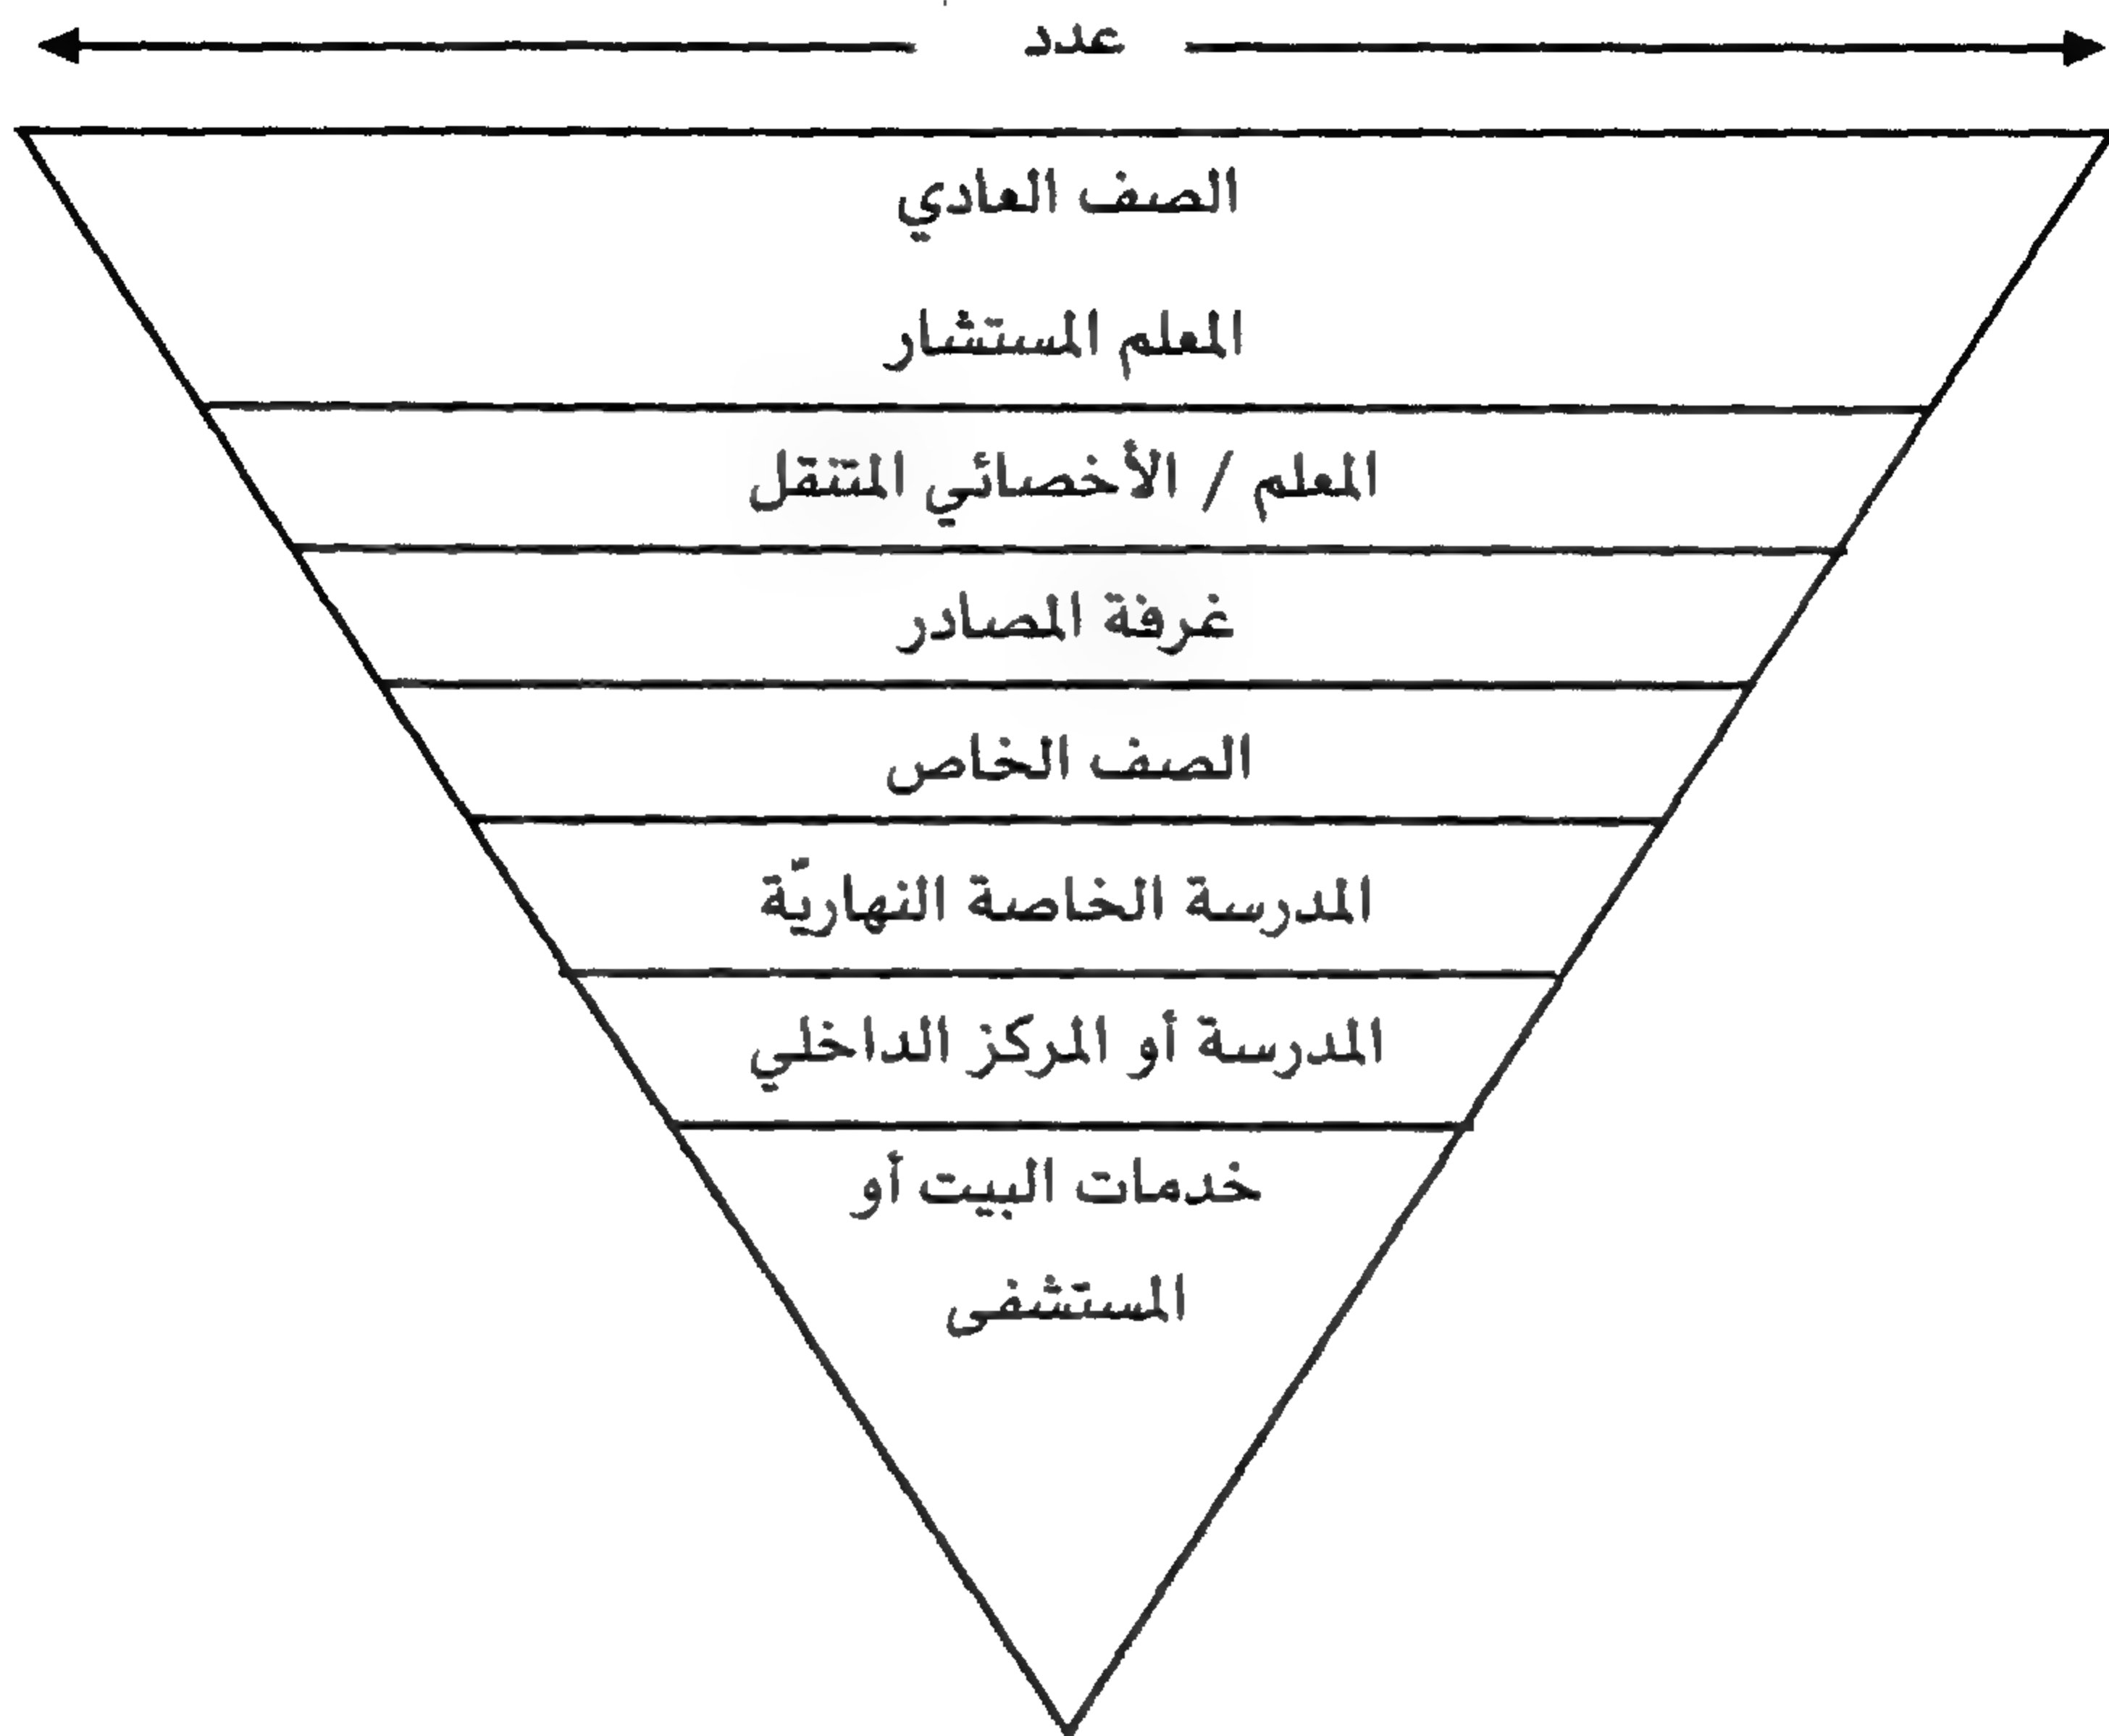 عدد
الصف العادي
المعلم المستشار
المعلم / الأخصائي المتنقل
غرفة المصادر
الصف الخاص
المدرسة الخاصة النهاريّة
المدرسة أو المركز الداخلي
خدمات البيت أو
المستشفى